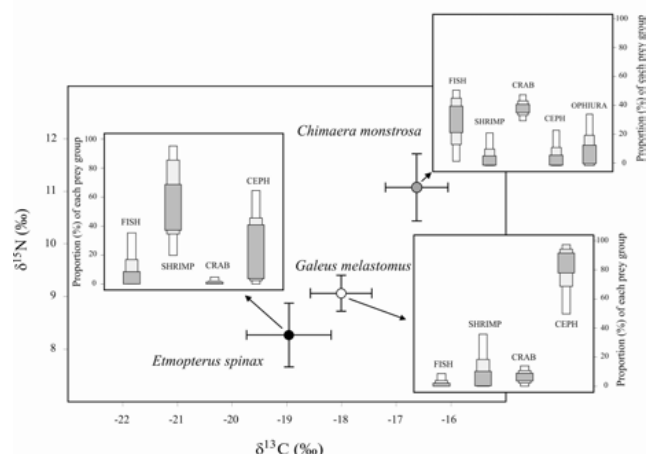 100
80
60
40
20
0
Proportion (%) of each prey group
FISH
SHRIMP
CRAB
CEPH
OPHIURA
Chimaera monstrosa
100
80
60
40
20
0
Proportion (%) of each prey group
FISH
SHRIMP
CRAB
CEPH
Galeus melastomus
100
80
60
40
20
0
Proportion (%) of each prey group
FISH
SHRIMP
CRAB
CEPH
Etmopterus spinax
12
11
10
9
8
δ15N (‰)
-22 -21 -20 -19 -18 -17 -16
δ13C (‰)